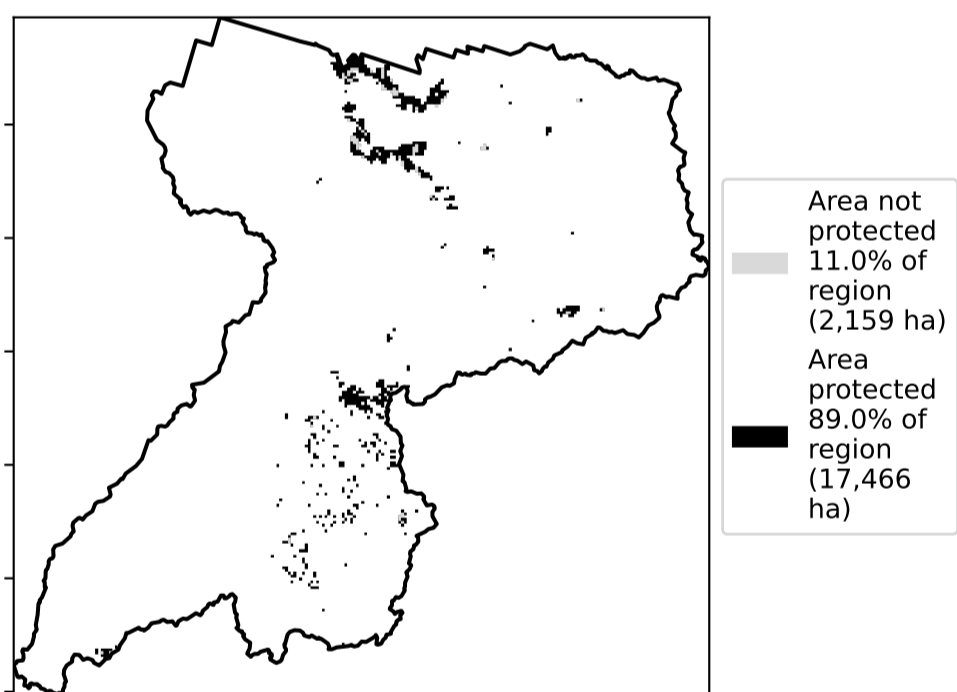 Area not
protected
11.0% of
region
(2,159 ha)
Area
protected
89.0% of
region
(17,466
ha)